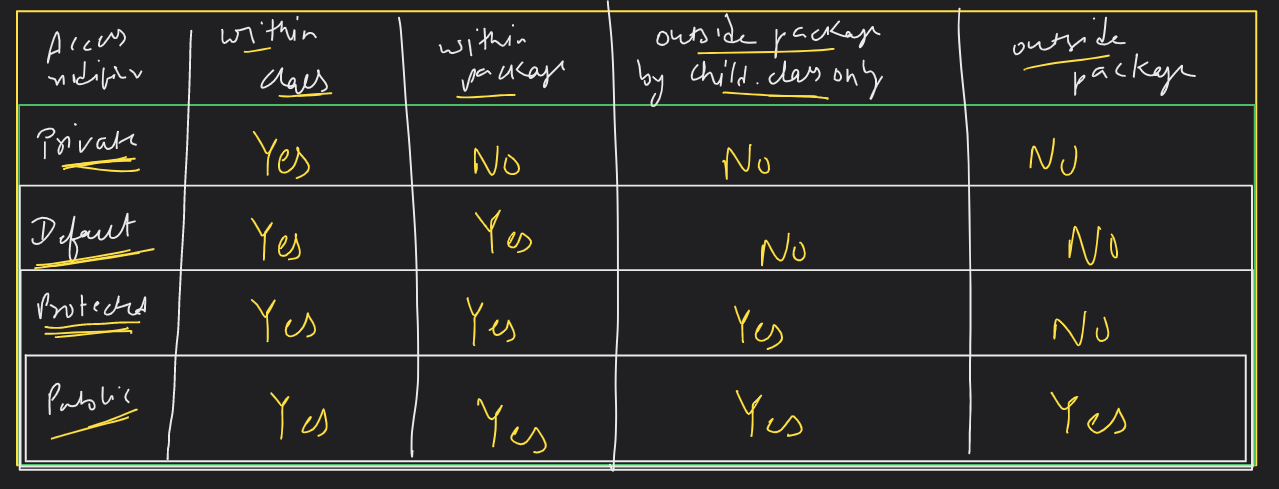 Access modifier | within class | within package | outside package by child class only | outside package
Private | Yes | No | No | No
Default | Yes | Yes | No | No
Protected | Yes | Yes | Yes | No
Public | Yes | Yes | Yes | Yes